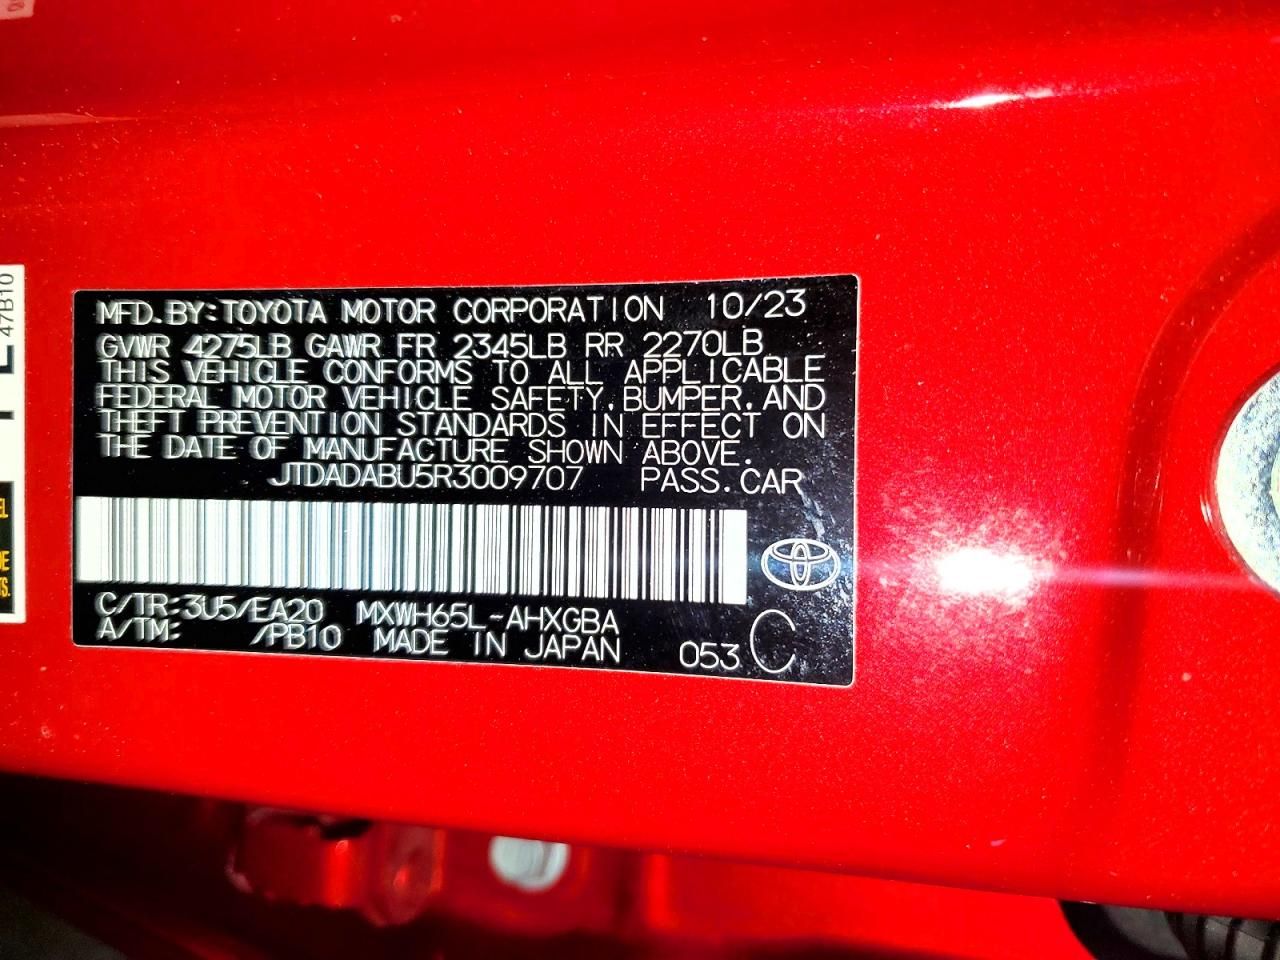 MFD.BY:TOYOTA MOTOR CORPORATION 10/23
GVWR 4275LB GAWR FR 2345LB RR 2270LB
THIS VEHICLE CONFORMS TO ALL APPLICABLE
FEDERAL MOTOR VEHICLE SAFETY, BUMPER, AND
THEFT PREVENTION STANDARDS IN EFFECT ON
THE DATE OF MANUFACTURE SHOWN ABOVE.
JTDADABU5R3009707 PASS.CAR
C/TR:3U5/EA20 MXWH65L-AHXGBA
A/TM: /PB10 MADE IN JAPAN 053 C
47B10